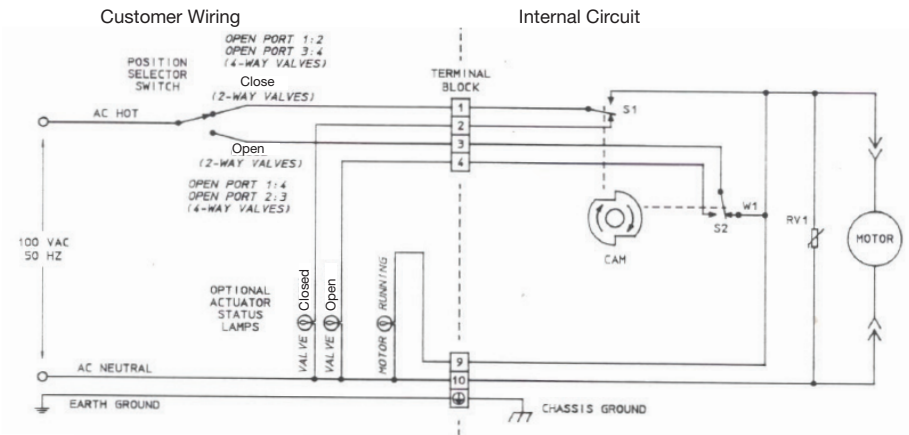 Customer Wiring
Internal Circuit
OPEN PORT 1:2
OPEN PORT 3:4
(4-WAY VALVES)
POSITION
SELECTOR
SWITCH
Close
(2-WAY VALVES)
TERMINAL
BLOCK
AC HOT
1
2
3
4
S1
Open
(2-WAY VALVES)
OPEN PORT 1:4
OPEN PORT 2:3
(4-WAY VALVES)
W1
S2
RV1
MOTOR
CAM
100 VAC
50 HZ
OPTIONAL
ACTUATOR
STATUS
LAMPS
VALVE Closed
VALVE Open
MOTOR RUNNING
9
10
AC NEUTRAL
EARTH GROUND
CHASSIS GROUND